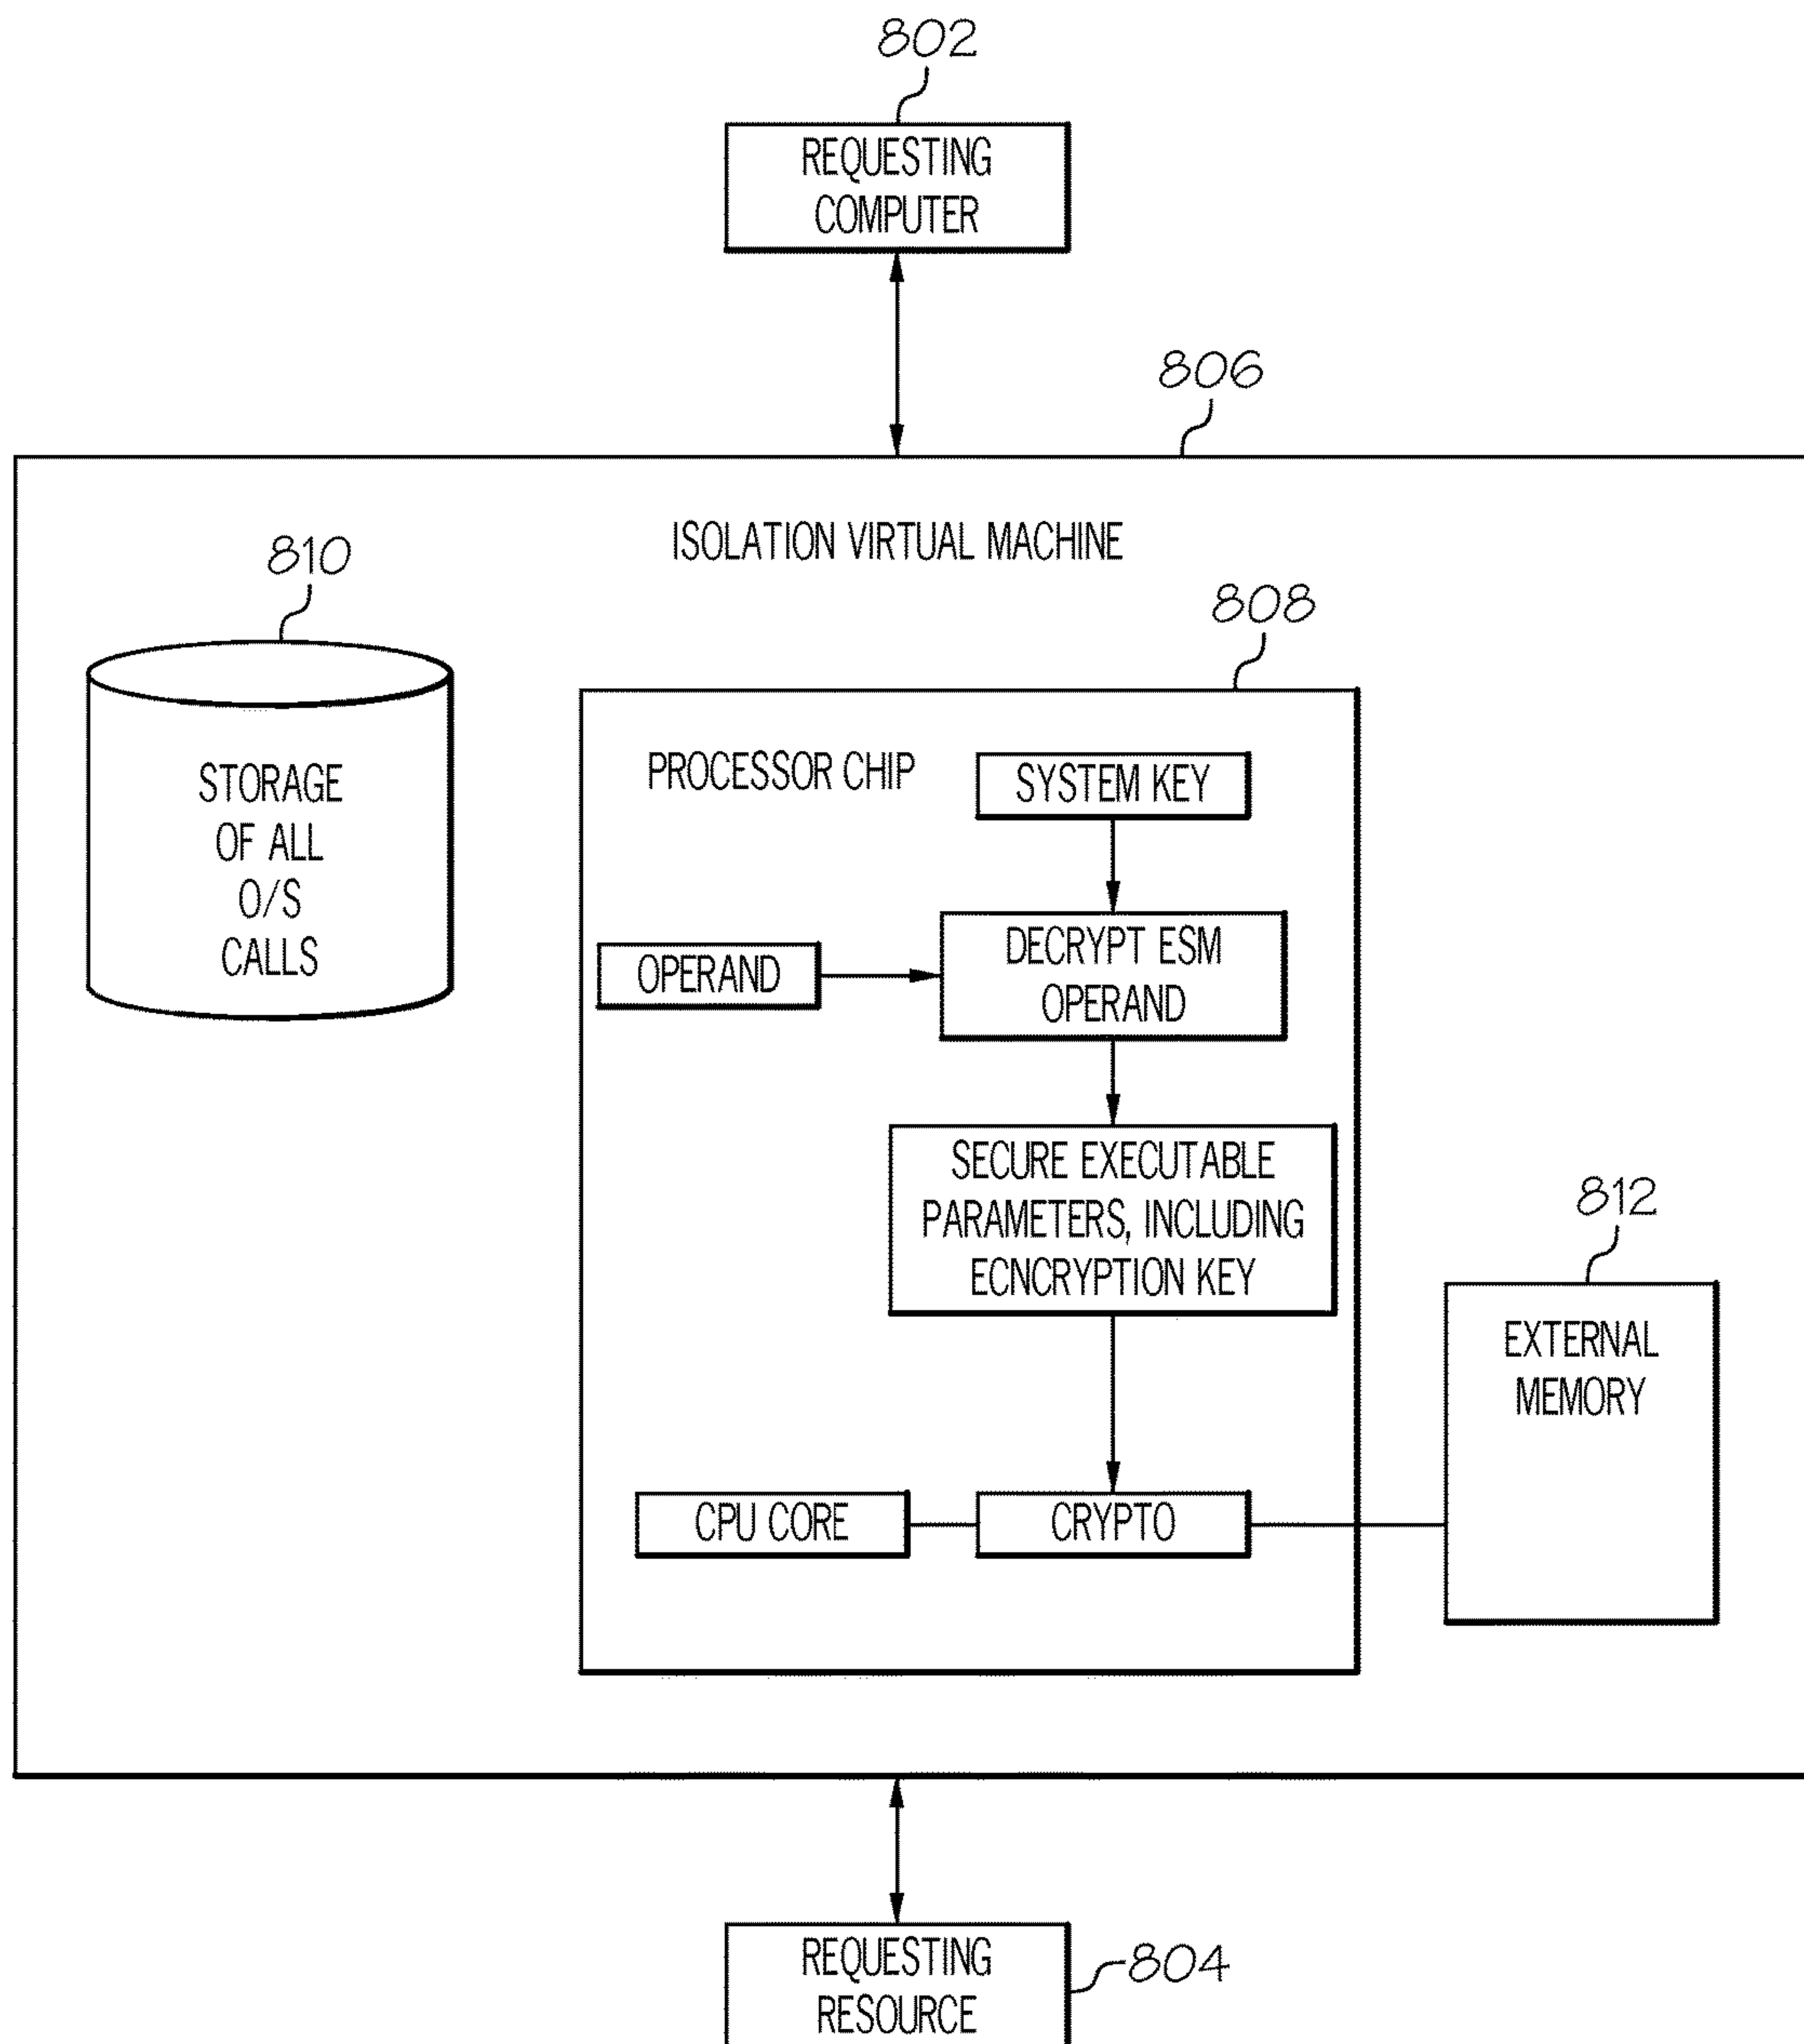 802
REQUESTING
COMPUTER
806
ISOLATION VIRTUAL MACHINE
810
808
STORAGE
OF ALL
O/S
CALLS
PROCESSOR CHIP
SYSTEM KEY
OPERAND
DECRYPT ESM
OPERAND
SECURE EXECUTABLE
PARAMETERS, INCLUDING
ECNCRYPTION KEY
812
EXTERNAL
MEMORY
CPU CORE
CRYPTO
REQUESTING
RESOURCE
804